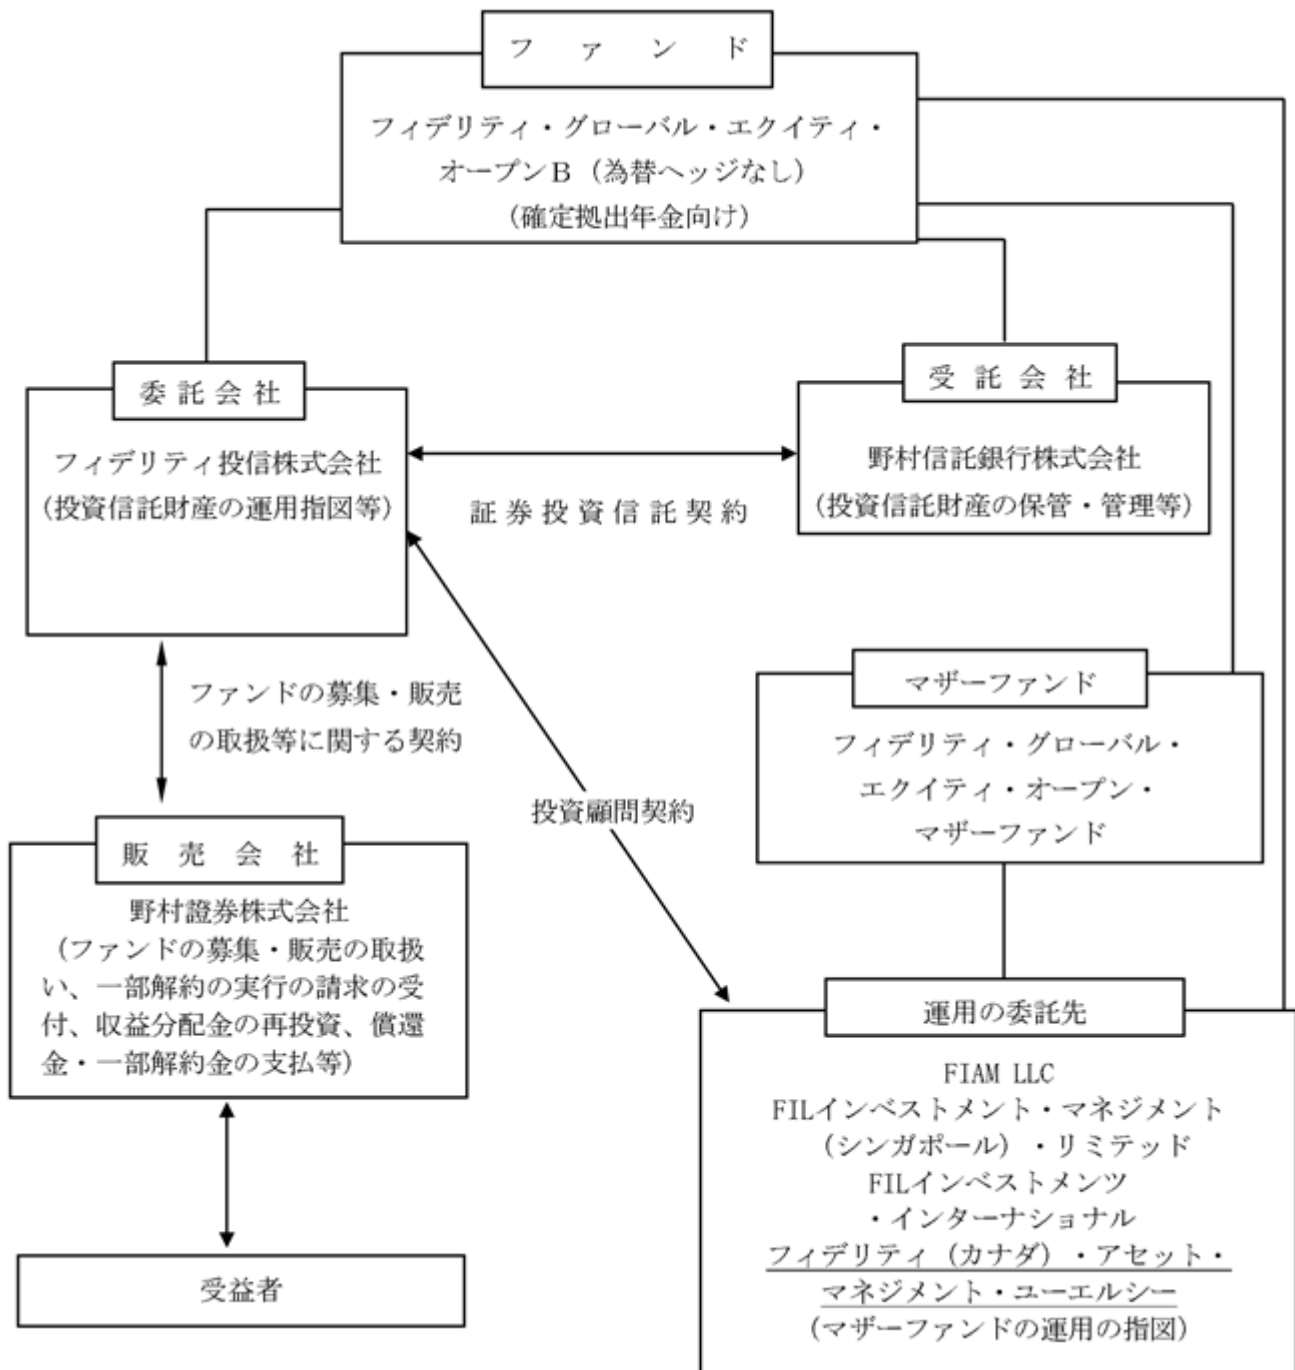 ファンド
フィデリティ・グローバル・エクイティ・
オープンB（為替ヘッジなし）
（確定拠出年金向け）
委託会社
フィデリティ投信株式会社
（投資信託財産の運用指図等）
証券投資信託契約
受託会社
野村信託銀行株式会社
（投資信託財産の保管・管理等）
ファンドの募集・販売
の取扱等に関する契約
投資顧問契約
マザーファンド
フィデリティ・グローバル・
エクイティ・オープン・
マザーファンド
販売会社
野村證券株式会社
（ファンドの募集・販売の取扱
い、一部解約の実行の請求の受
付、収益分配金の再投資、償還
金・一部解約金の支払等）
受益者
運用の委託先
FIAM LLC
FILインベストメント・マネジメント
（シンガポール）・リミテッド
FILインベストメンツ
・インターナショナル
フィデリティ（カナダ）・アセット・
マネジメント・ユーエルシー
（マザーファンドの運用の指図）